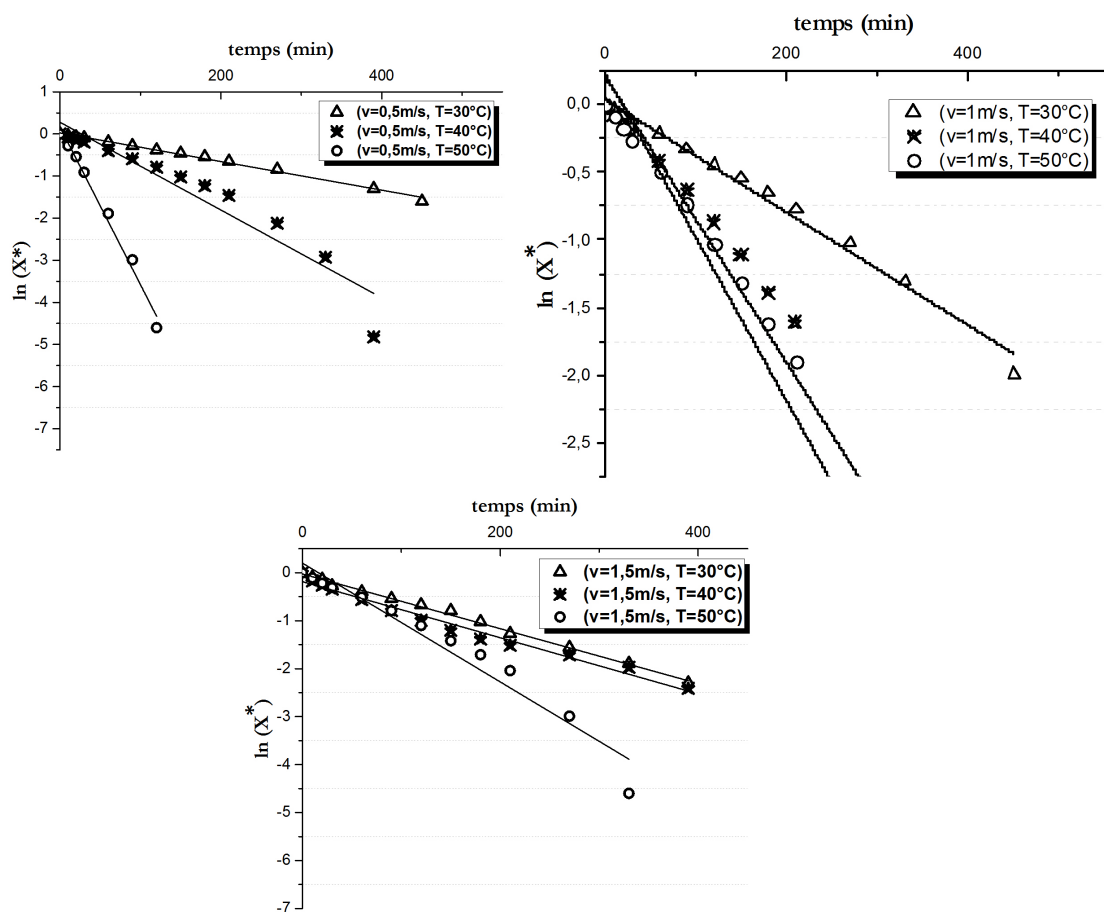 temps (min)
0 200 400
1
0
-1
-2
-3
-4
-5
-6
-7
ln (X*)
(v=0,5m/s, T=30°C)
(v=0,5m/s, T=40°C)
(v=0,5m/s, T=50°C)
temps (min)
0 200 400
0,0
-0,5
-1,0
-1,5
-2,0
-2,5
ln (X*)
(v=1m/s, T=30°C)
(v=1m/s, T=40°C)
(v=1m/s, T=50°C)
temps (min)
0 200 400
0
-1
-2
-3
-4
-5
-6
-7
ln (X*)
(v=1,5m/s, T=30°C)
(v=1,5m/s, T=40°C)
(v=1,5m/s, T=50°C)